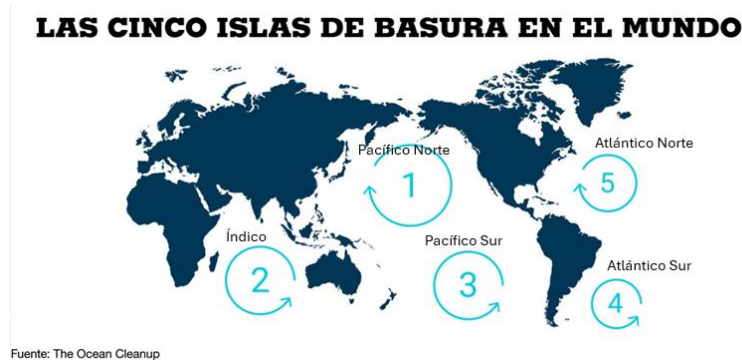 LAS CINCO ISLAS DE BASURA EN EL MUNDO
Pacífico Norte
1
Atlántico Norte
5
Índico
2
Pacífico Sur
3
Atlántico Sur
4
Fuente: The Ocean Cleanup